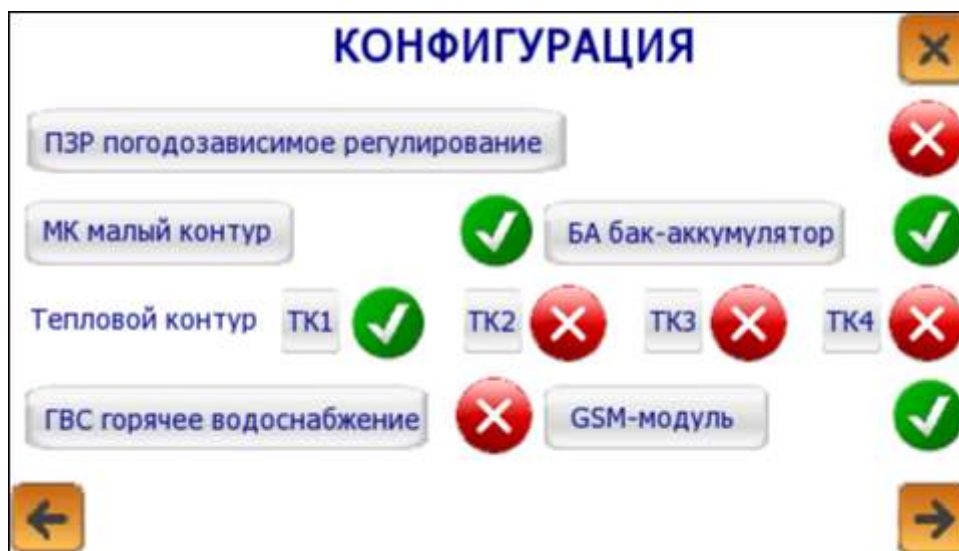 КОНФИГУРАЦИЯ
ПЗР погодозависимое регулирование
МК малый контур БА бак-аккумулятор
Тепловой контур ТК1 ТК2 ТК3 ТК4
ГВС горячее водоснабжение GSM-модуль